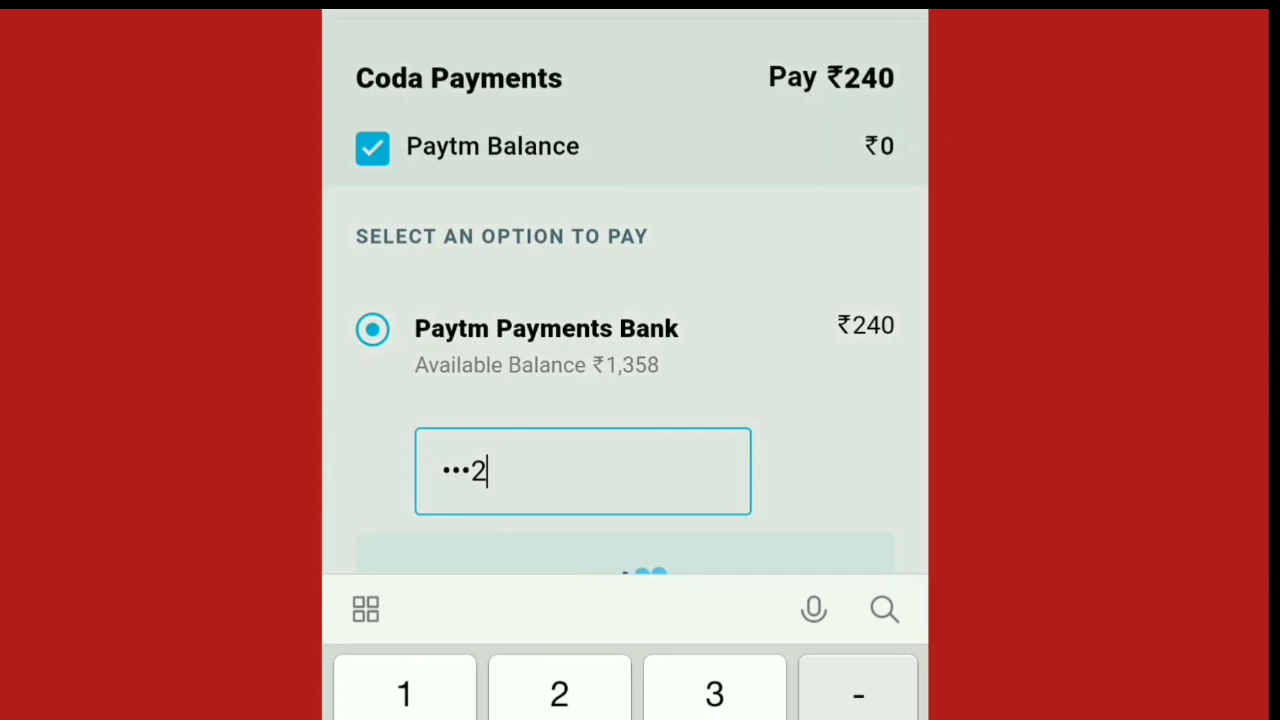 Coda Payments Pay ₹240
Paytm Balance ₹0
SELECT AN OPTION TO PAY
Paytm Payments Bank ₹240
Available Balance ₹1,358
•••2
1 2 3 -